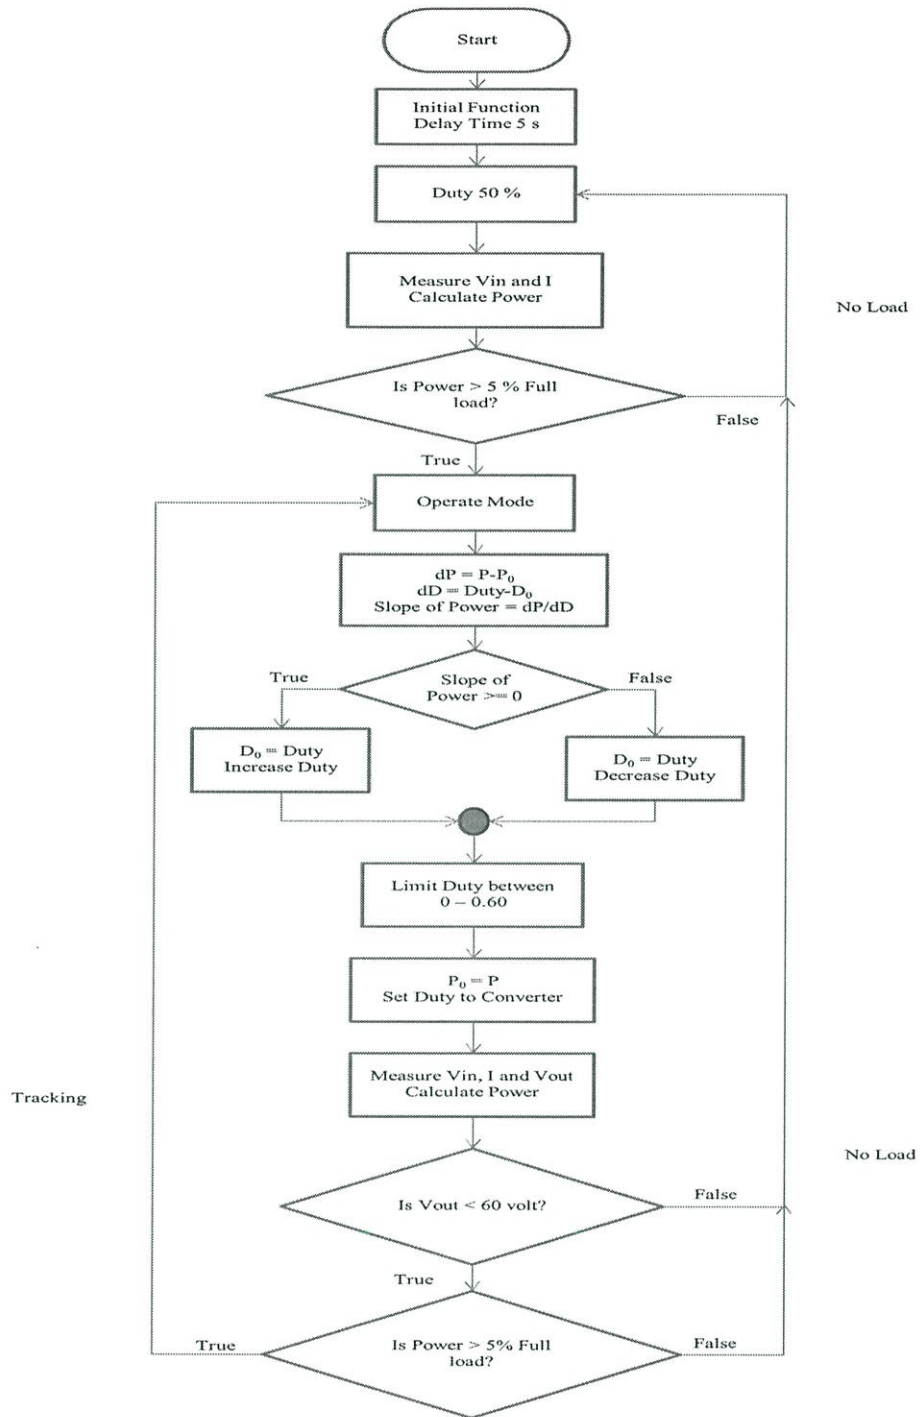 Start
Initial Function
Delay Time 5 s
Duty 50 %
Measure Vin and I
Calculate Power
No Load
Is Power > 5 % Full
load?
False
True
Operate Mode
dP = P-P₀
dD = Duty-D₀
Slope of Power = dP/dD
True
Slope of
Power >= 0
False
D₀ = Duty
Increase Duty
D₀ = Duty
Decrease Duty
Limit Duty between
0 – 0.60
P₀ = P
Set Duty to Converter
Measure Vin, I and Vout
Calculate Power
Tracking
No Load
Is Vout < 60 volt?
False
True
True
Is Power > 5% Full
load?
False